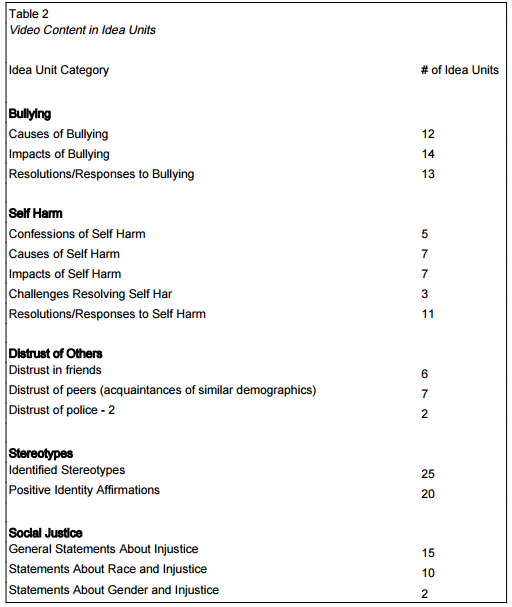 Table 2
Video Content in Idea Units
Idea Unit Category # of Idea Units
Bullying
Causes of Bullying 12
Impacts of Bullying 14
Resolutions/Responses to Bullying 13
Self Harm
Confessions of Self Harm 5
Causes of Self Harm 7
Impacts of Self Harm 7
Challenges Resolving Self Har 3
Resolutions/Responses to Self Harm 11
Distrust of Others
Distrust in friends 6
Distrust of peers (acquaintances of similar demographics) 7
Distrust of police - 2 2
Stereotypes
Identified Stereotypes 25
Positive Identity Affirmations 20
Social Justice
General Statements About Injustice 15
Statements About Race and Injustice 10
Statements About Gender and Injustice 2